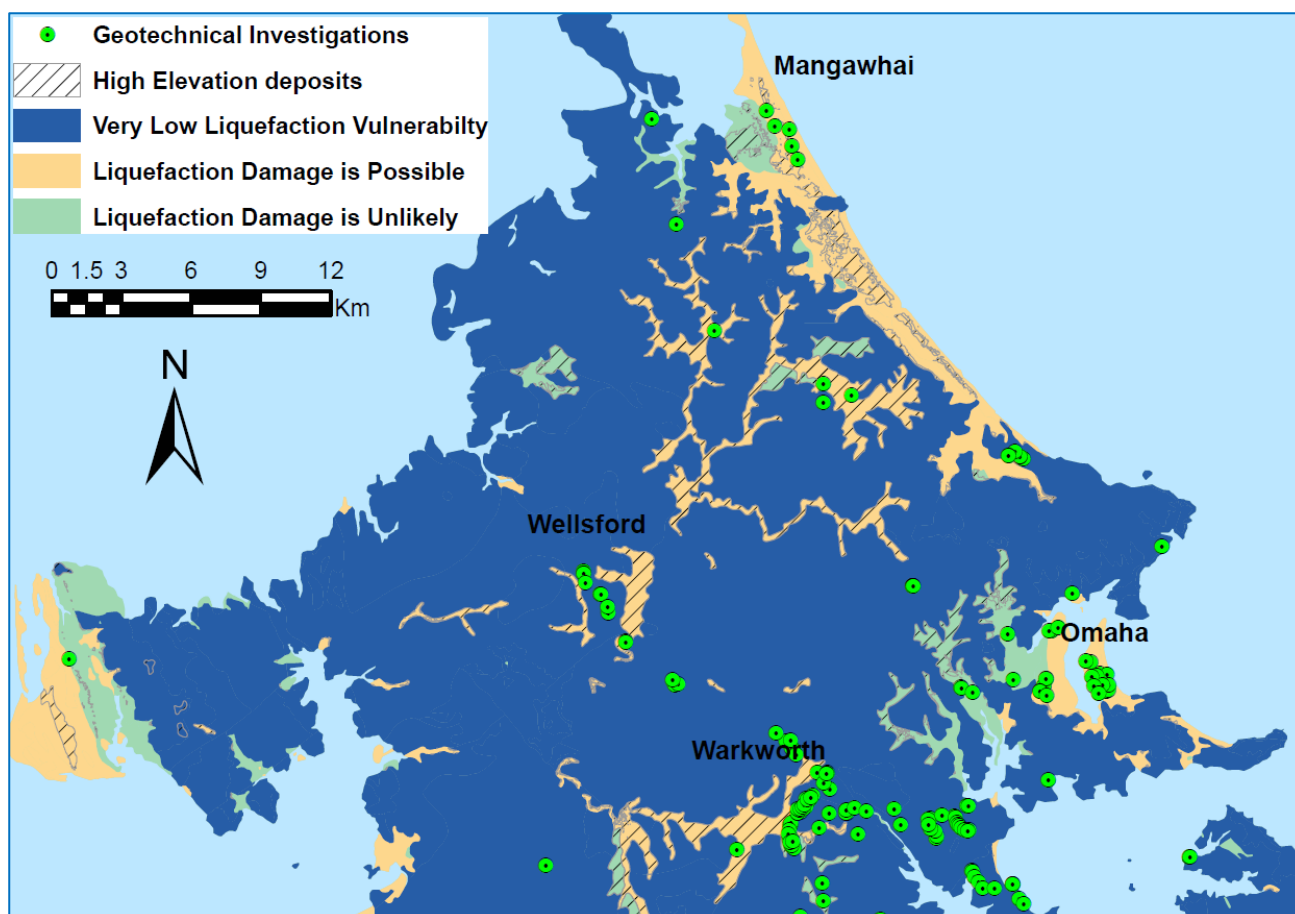 Geotechnical Investigations
High Elevation deposits
Very Low Liquefaction Vulnerabilty
Liquefaction Damage is Possible
Liquefaction Damage is Unlikely
0 1.5 3 6 9 12
Km
N
Mangawhai
Wellsford
Omaha
Warkworth